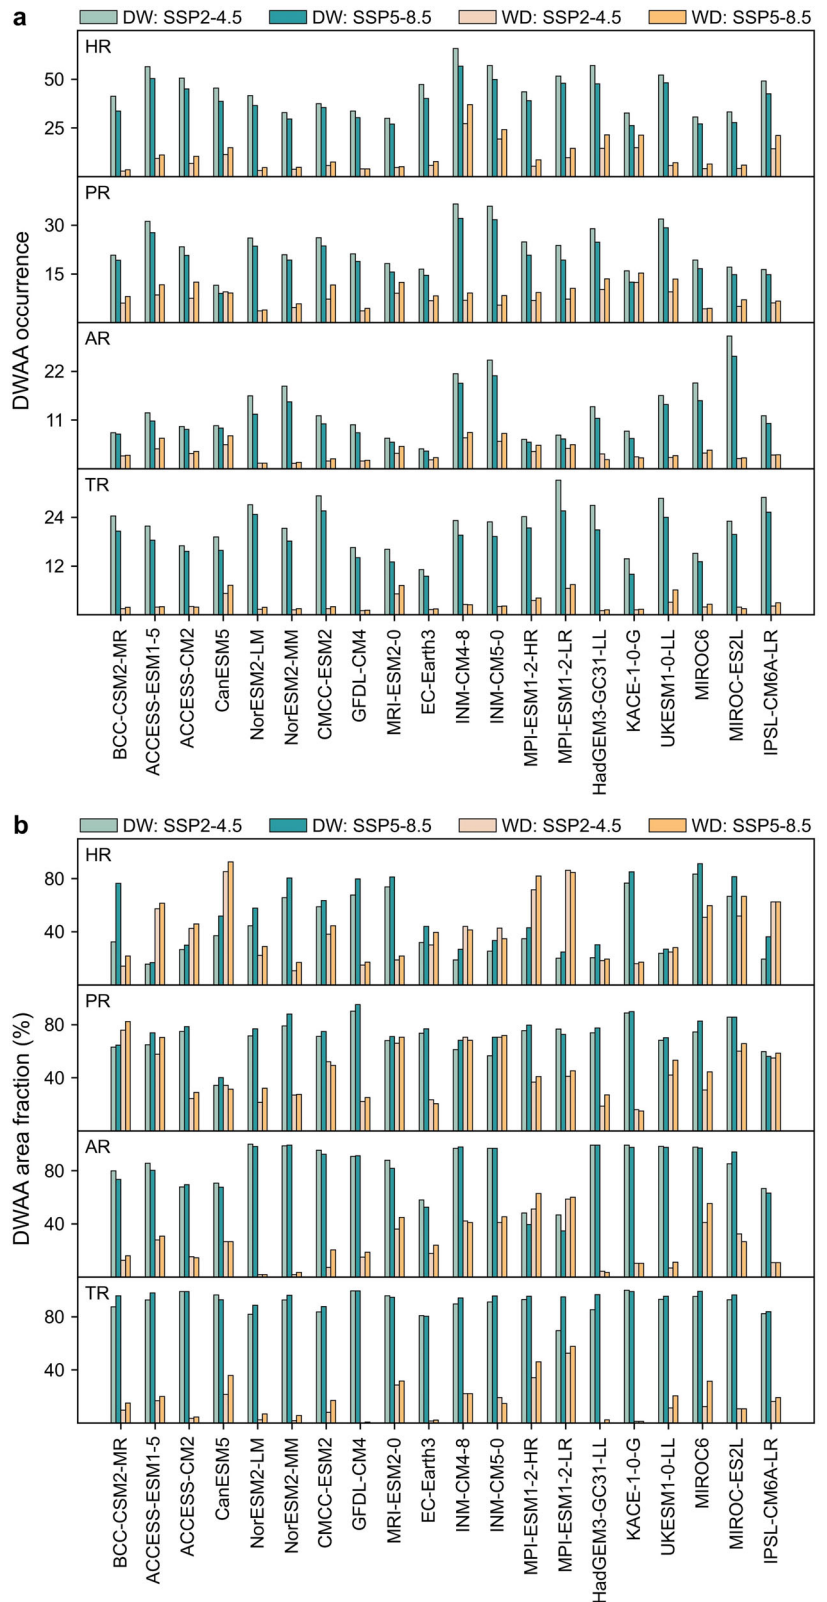 a
DW: SSP2-4.5 DW: SSP5-8.5 WD: SSP2-4.5 WD: SSP5-8.5
DWAA occurrence
HR
50
25
PR
30
15
AR
22
11
TR
24
12
BCC-CSM2-MR
ACCESS-ESM1-5
ACCESS-CM2
CanESM5
NorESM2-LM
NorESM2-MM
CMCC-ESM2
GFDL-CM4
MRI-ESM2-0
EC-Earth3
INM-CM4-8
INM-CM5-0
MPI-ESM1-2-HR
MPI-ESM1-2-LR
HadGEM3-GC31-LL
KACE-1-0-G
UKESM1-0-LL
MIROC6
MIROC-ES2L
IPSL-CM6A-LR
b
DW: SSP2-4.5 DW: SSP5-8.5 WD: SSP2-4.5 WD: SSP5-8.5
DWAA area fraction (%)
HR
80
40
PR
80
40
AR
80
40
TR
80
40
BCC-CSM2-MR
ACCESS-ESM1-5
ACCESS-CM2
CanESM5
NorESM2-LM
NorESM2-MM
CMCC-ESM2
GFDL-CM4
MRI-ESM2-0
EC-Earth3
INM-CM4-8
INM-CM5-0
MPI-ESM1-2-HR
MPI-ESM1-2-LR
HadGEM3-GC31-LL
KACE-1-0-G
UKESM1-0-LL
MIROC6
MIROC-ES2L
IPSL-CM6A-LR